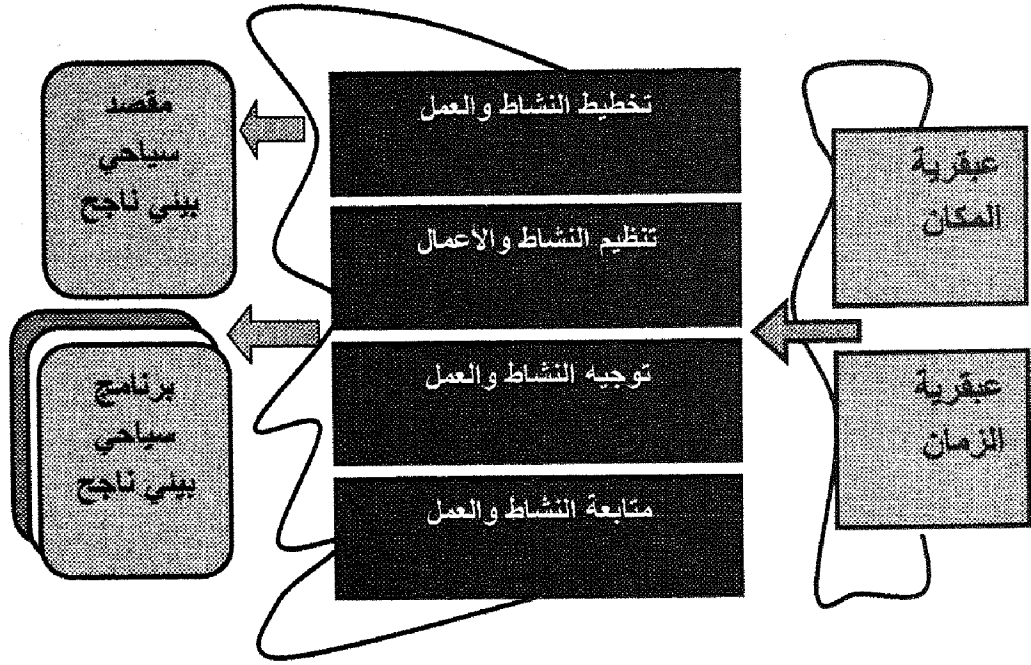 عبقرية
المكان
عبقرية
الزمان
تخطيط النشاط والعمل
تنظيم النشاط والأعمال
توجيه النشاط والعمل
متابعة النشاط والعمل
مقصد
سياحي
بيئي ناجح
برنامج
سياحي
بيئي ناجح